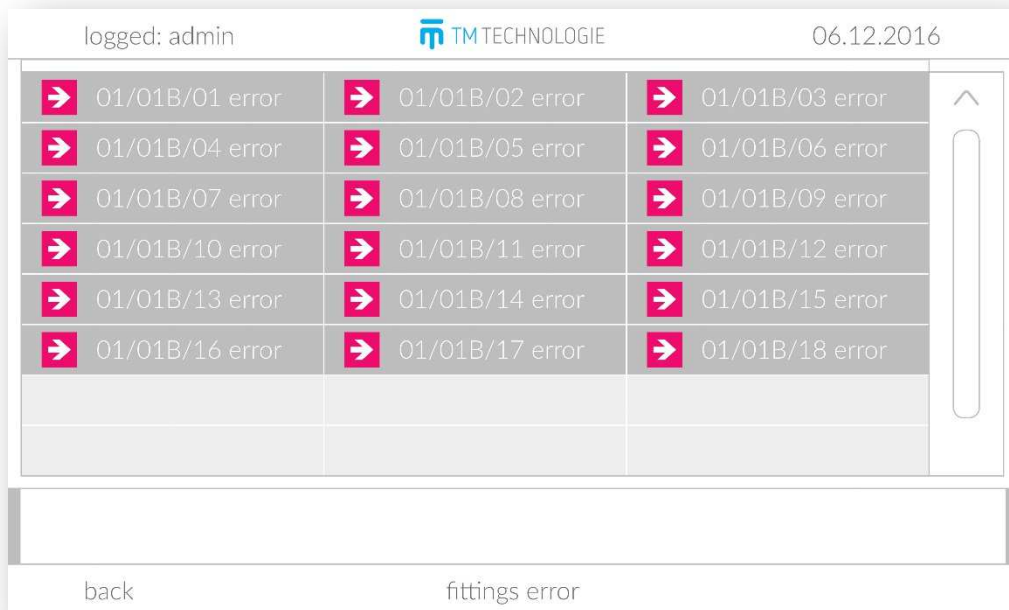 logged: admin TM TECHNOLOGIE 06.12.2016
01/01B/01 error 01/01B/02 error 01/01B/03 error
01/01B/04 error 01/01B/05 error 01/01B/06 error
01/01B/07 error 01/01B/08 error 01/01B/09 error
01/01B/10 error 01/01B/11 error 01/01B/12 error
01/01B/13 error 01/01B/14 error 01/01B/15 error
01/01B/16 error 01/01B/17 error 01/01B/18 error
back fittings error